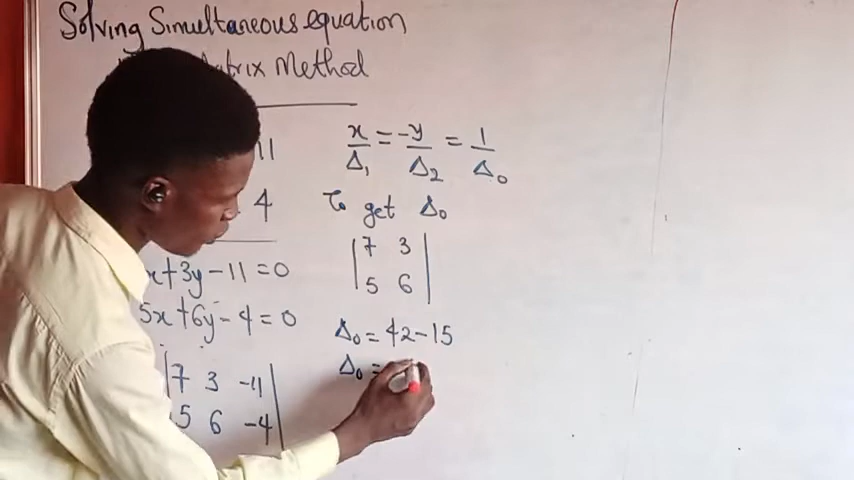 Solving Simultaneous equation
Matrix Method
11
4
x+3y-11=0
5x+6y-4=0
7 3 -11
5 6 -4
x/Δ₁ = -y/Δ₂ = 1/Δ₀
To get Δ₀
7 3
5 6
Δ₀ = 42-15
Δ₀ =